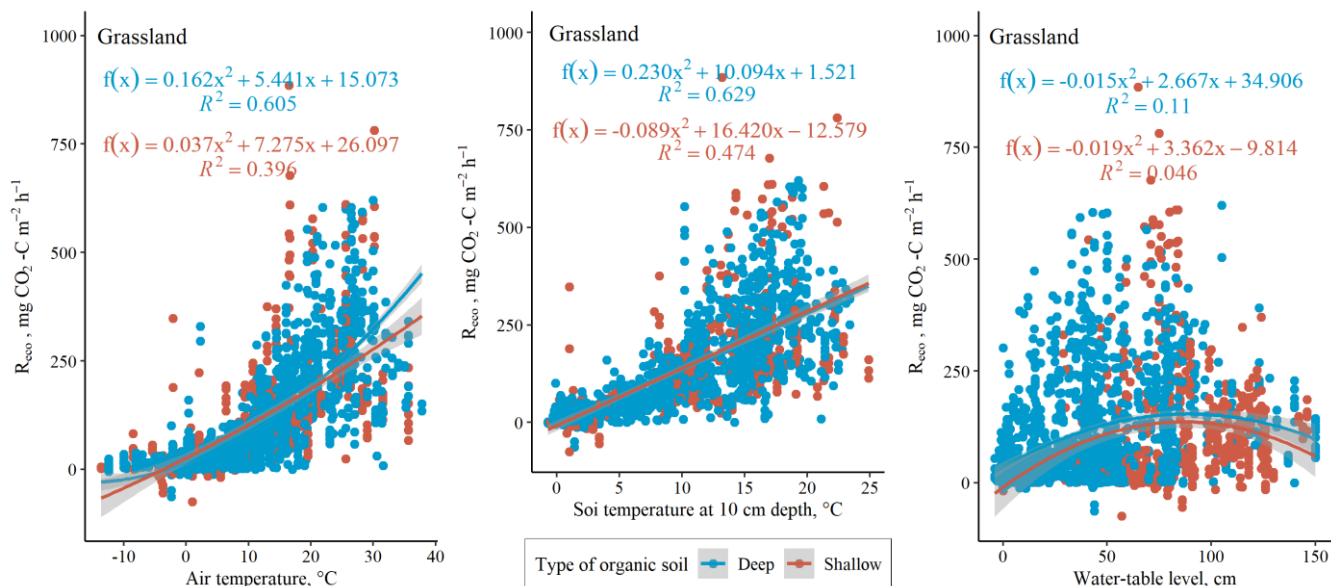 Grassland
f(x) = 0.162x² + 5.441x + 15.073
R² = 0.605
f(x) = 0.037x² + 7.275x + 26.097
R² = 0.396
R_eco , mg CO₂ -C m⁻² h⁻¹
1000
750
500
250
0
-10 0 10 20 30 40
Air temperature, °C
Grassland
f(x) = 0.230x² + 10.094x + 1.521
R² = 0.629
f(x) = -0.089x² + 16.420x − 12.579
R² = 0.474
R_eco , mg CO₂ -C m⁻² h⁻¹
1000
750
500
250
0
0 5 10 15 20 25
Soi temperature at 10 cm depth, °C
Type of organic soil Deep Shallow
Grassland
f(x) = -0.015x² + 2.667x + 34.906
R² = 0.11
f(x) = -0.019x² + 3.362x − 9.814
R² = 0.046
R_eco , mg CO₂ -C m⁻² h⁻¹
1000
750
500
250
0
0 50 100 150
Water-table level, cm